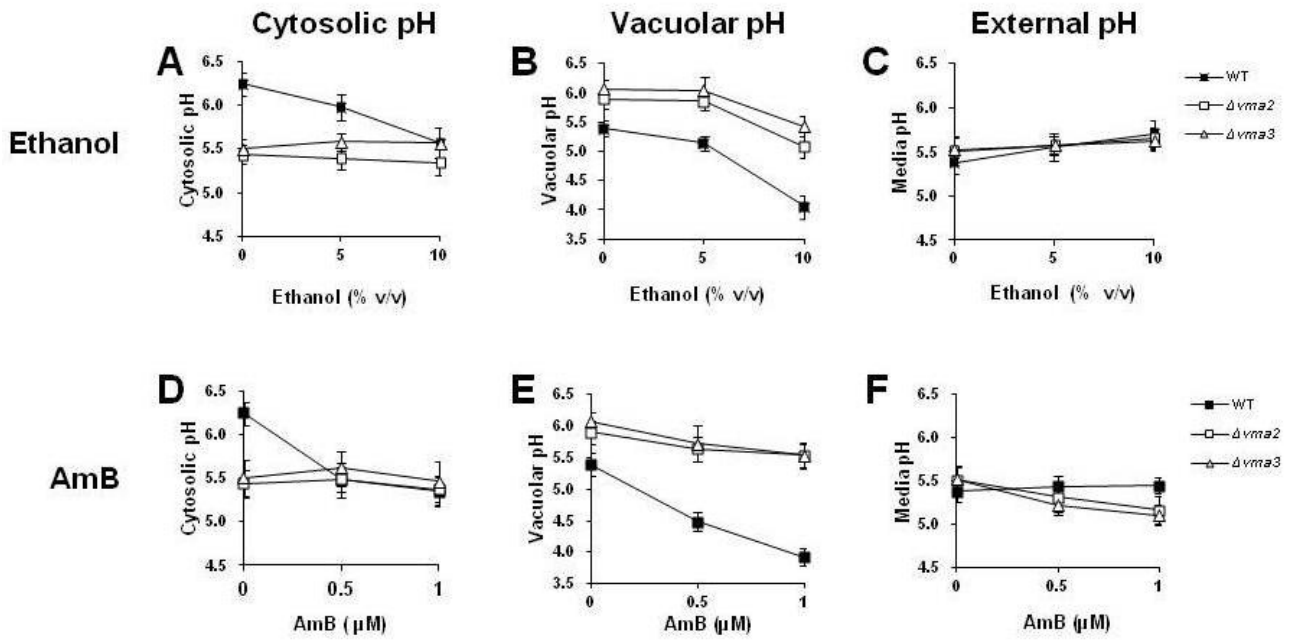 Cytosolic pH
Vacuolar pH
External pH
Ethanol
A
Cytosolic pH
6.5
6.0
5.5
5.0
4.5
0
5
10
Ethanol (% v/v)
B
Vacuolar pH
6.5
6.0
5.5
5.0
4.5
4.0
3.5
0
5
10
Ethanol (% v/v)
C
Media pH
6.5
6.0
5.5
5.0
4.5
0
5
10
Ethanol (% v/v)
WT
Δvma2
Δvma3
AmB
D
Cytosolic pH
6.5
6.0
5.5
5.0
4.5
0
0.5
1
AmB (µM)
E
Vacuolar pH
6.5
6.0
5.5
5.0
4.5
4.0
3.5
0
0.5
1
AmB (µM)
F
Media pH
6.5
6.0
5.5
5.0
4.5
0
0.5
1
AmB (µM)
WT
Δvma2
Δvma3